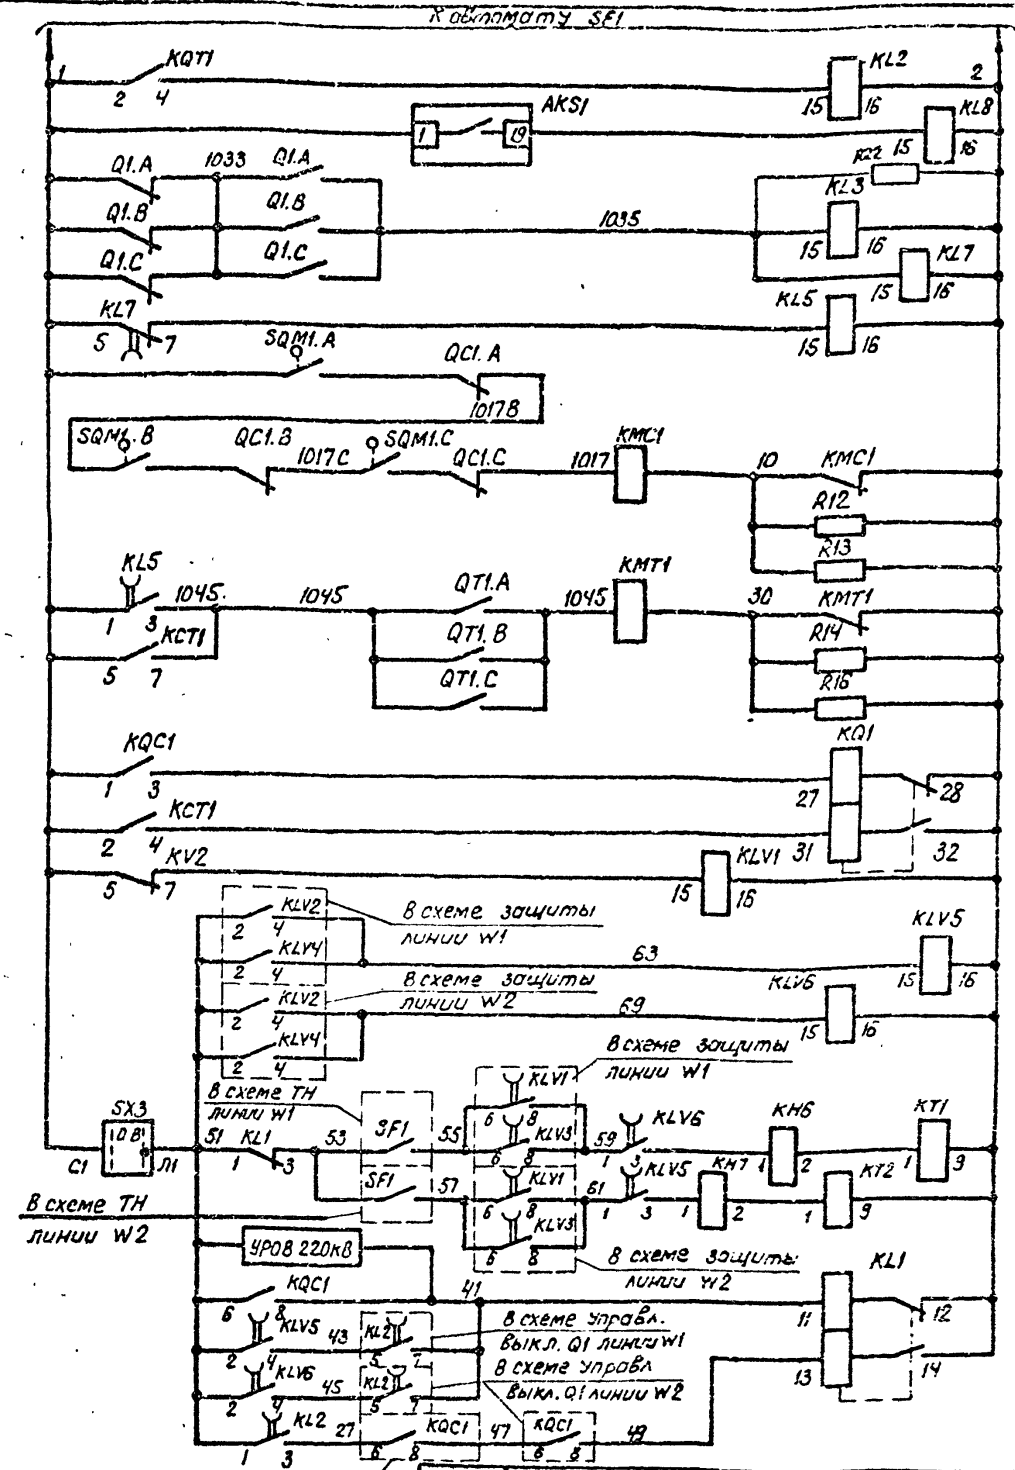 К автомату SF1
1 KQT1 KL2 2
2 4 15 16
AKS1 KL8
1 19 15 16
Q1.A 1033 Q1.A R22
Q1.B Q1.B 1035 KL3
15 16
Q1.C Q1.C KL7
15 16
KL7 KL5
5 7 15 16
SQM1.A QC1.A
1017B
SQM1.B QC1.B 1017C SQM1.C QC1.C 1017 KMC1 10 KMC1
R12
R13
KL5 1045 1045 QT1.A 1045 KMT1 30 KMT1
1 3
KCT1 QT1.B R14
5 7
QT1.C R16
KQC1 KQ1
1 3 27 28
KCT1
2 4 31 32
KV2 KLV1
5 7 15 16
KLV2 В схеме защиты
2 4 линии W1
KLV4 63 KLV5
2 4 15 16
KLV2 В схеме защиты
2 4 линии W2 69 KLV6
15 16
KLV4
2 4
В схеме защиты
линии W1
В схеме ТН
линии W1
KLV1
6 8
SX3 51 KL1 53 SF1 55 KLV3 59 KLV6 KH6 KT1
0 В
С1 Л1 1 3 6 8 1 3 1 2 1 9
SF1 57 KLV1 61 KLV5 KH7 KT2
6 8 1 3 1 2 1 9
В схеме ТН
линии W2
KLV3
6 8
УРОВ 220кВ
В схеме защиты
линии W2
KQC1 41 KL1
6 8 11 12
KLV5 43 KL2 В схеме управл.
2 4 5 7 выкл. Q1 линии W1
KLV6 45 KL2 В схеме управл
2 4 5 7 выкл. Q1 линии W2
13 14
KL2 27 KQC1 47 KQC1 49
1 3 6 8 6 8